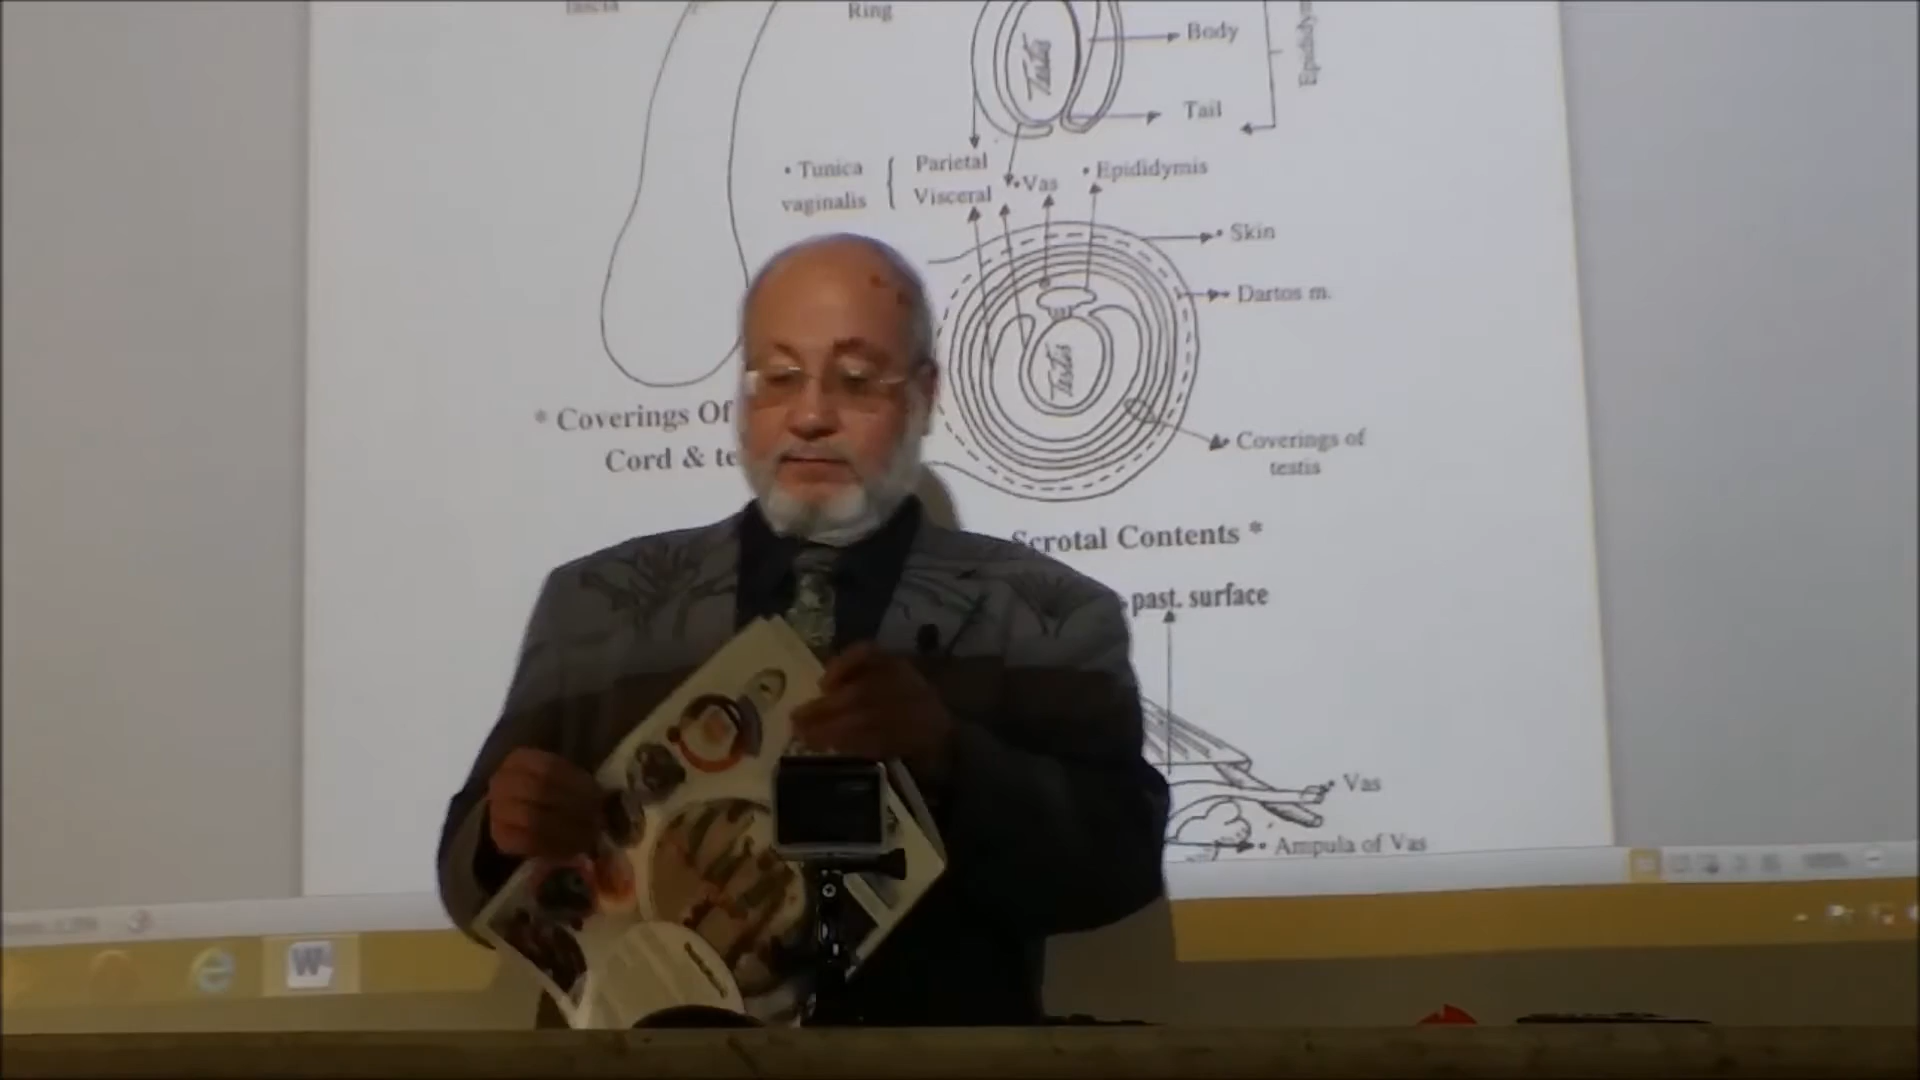 fascia
Ring
Body
Testis
Tail
• Tunica
vaginalis
Parietal
Visceral
• Vas
• Epididymis
• Skin
• Dartos m.
Testis
* Coverings Of
Cord & te
• Coverings of
testis
Scrotal Contents *
past. surface
• Vas
• Ampula of Vas
W